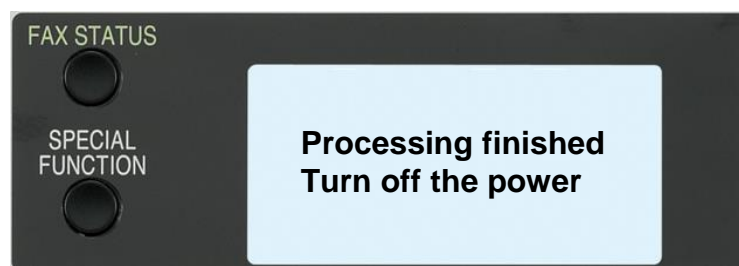 FAX STATUS
SPECIAL
FUNCTION
Processing finished
Turn off the power